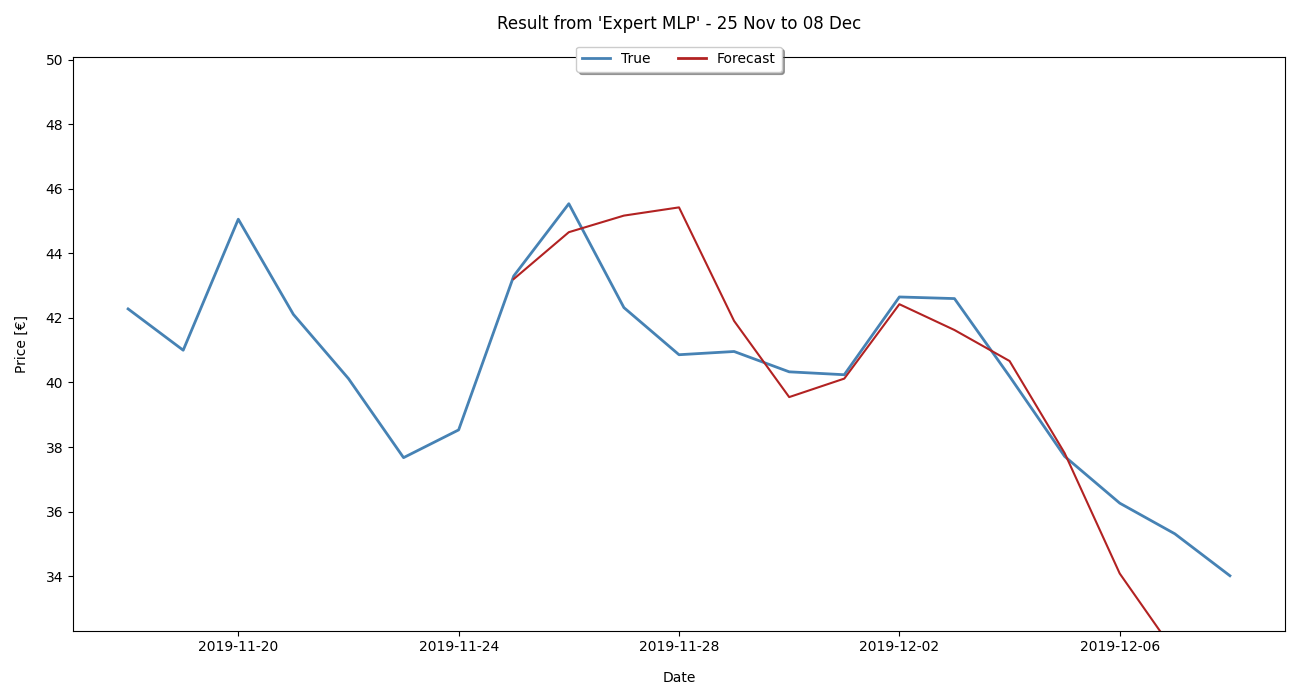 Result from 'Expert MLP' - 25 Nov to 08 Dec
True Forecast
50
48
46
44
42
40
38
36
34
Price [€]
2019-11-20 2019-11-24 2019-11-28 2019-12-02 2019-12-06
Date